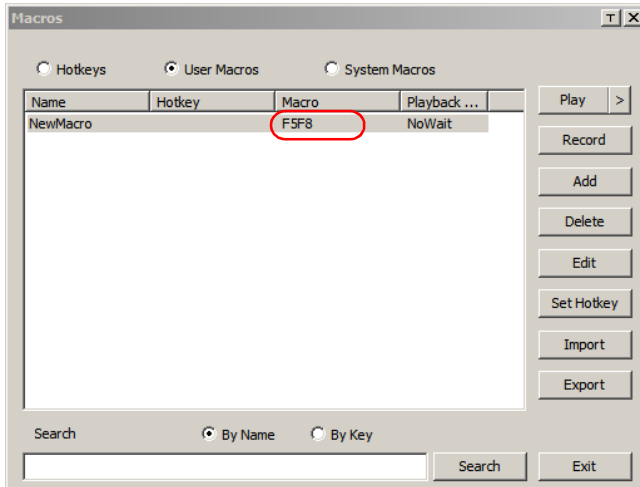 Macros T X
Hotkeys User Macros System Macros
Name Hotkey Macro Playback ... Play >
NewMacro F5F8 NoWait
Record
Add
Delete
Edit
Set Hotkey
Import
Export
Search By Name By Key
Search Exit